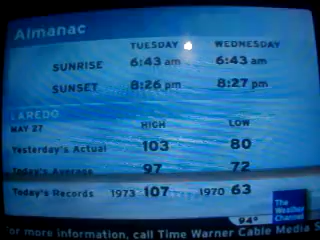 Almanac
TUESDAY WEDNESDAY
SUNRISE 6:43 am 6:43 am
SUNSET 8:26 pm 8:27 pm
LAREDO
MAY 27 HIGH LOW
Yesterday's Actual 103 80
Today's Average 97 72
Today's Records 1973 107 1970 63
The
Weather
Channel
94°
or more information, call Time Warner Cable Media S